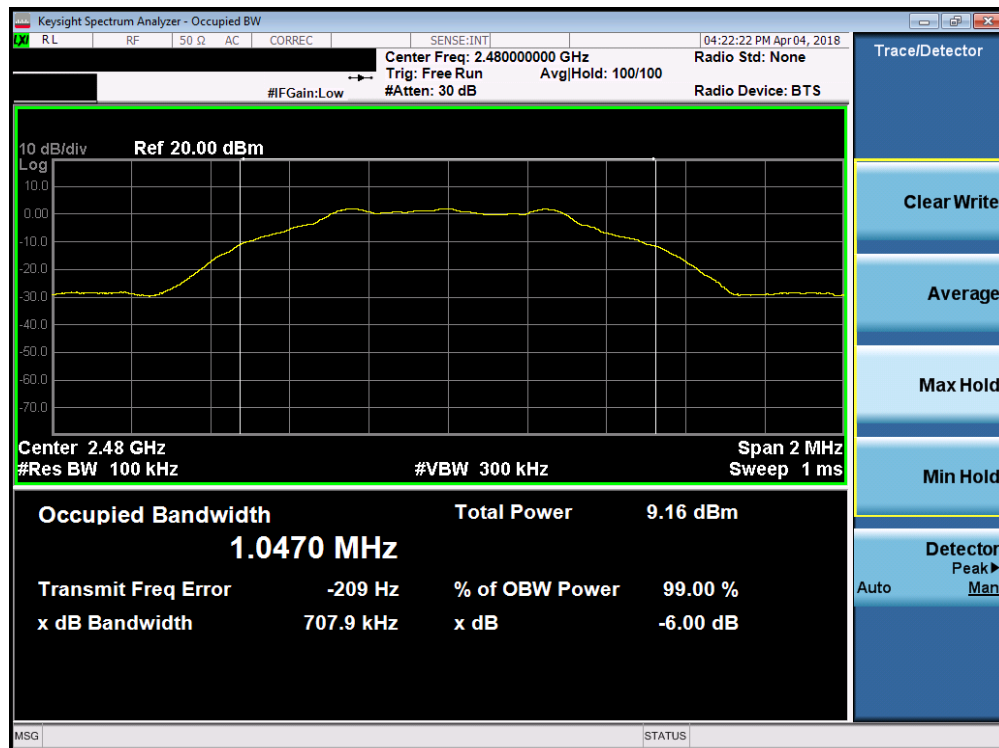 Keysight Spectrum Analyzer - Occupied BW
LXI RL RF 50 Ω AC CORREC SENSE:INT 04:22:22 PM Apr 04, 2018
Center Freq: 2.480000000 GHz Radio Std: None
Trig: Free Run Avg|Hold: 100/100
#IFGain:Low #Atten: 30 dB Radio Device: BTS
Trace/Detector
10 dB/div Ref 20.00 dBm
Log
10.0
0.00
-10.0
-20.0
-30.0
-40.0
-50.0
-60.0
-70.0
Center 2.48 GHz Span 2 MHz
#Res BW 100 kHz #VBW 300 kHz Sweep 1 ms
Occupied Bandwidth Total Power 9.16 dBm
1.0470 MHz
Transmit Freq Error -209 Hz % of OBW Power 99.00 %
x dB Bandwidth 707.9 kHz x dB -6.00 dB
Clear Write
Average
Max Hold
Min Hold
Detector
Peak▶
Auto Man
MSG STATUS